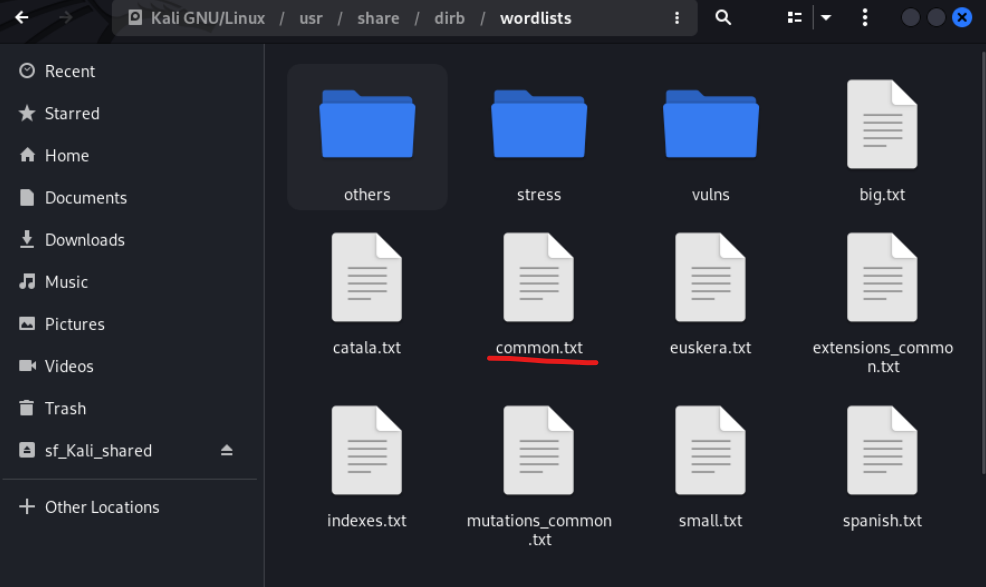 Kali GNU/Linux / usr / share / dirb / wordlists
Recent
Starred
Home
Documents
Downloads
Music
Pictures
Videos
Trash
sf_Kali_shared
Other Locations
others stress vulns big.txt
catala.txt common.txt euskera.txt extensions_commo
n.txt
indexes.txt mutations_common small.txt spanish.txt
.txt